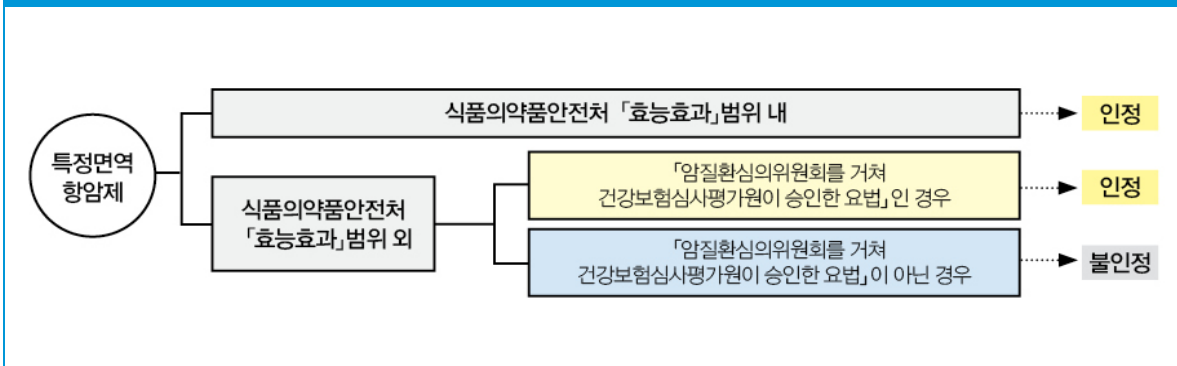 특정면역
항암제
식품의약품안전처 「효능효과」범위 내
인정
식품의약품안전처
「효능효과」범위 외
「암질환심의위원회를 거쳐
건강보험심사평가원이 승인한 요법」인 경우
인정
「암질환심의위원회를 거쳐
건강보험심사평가원이 승인한 요법」이 아닌 경우
불인정